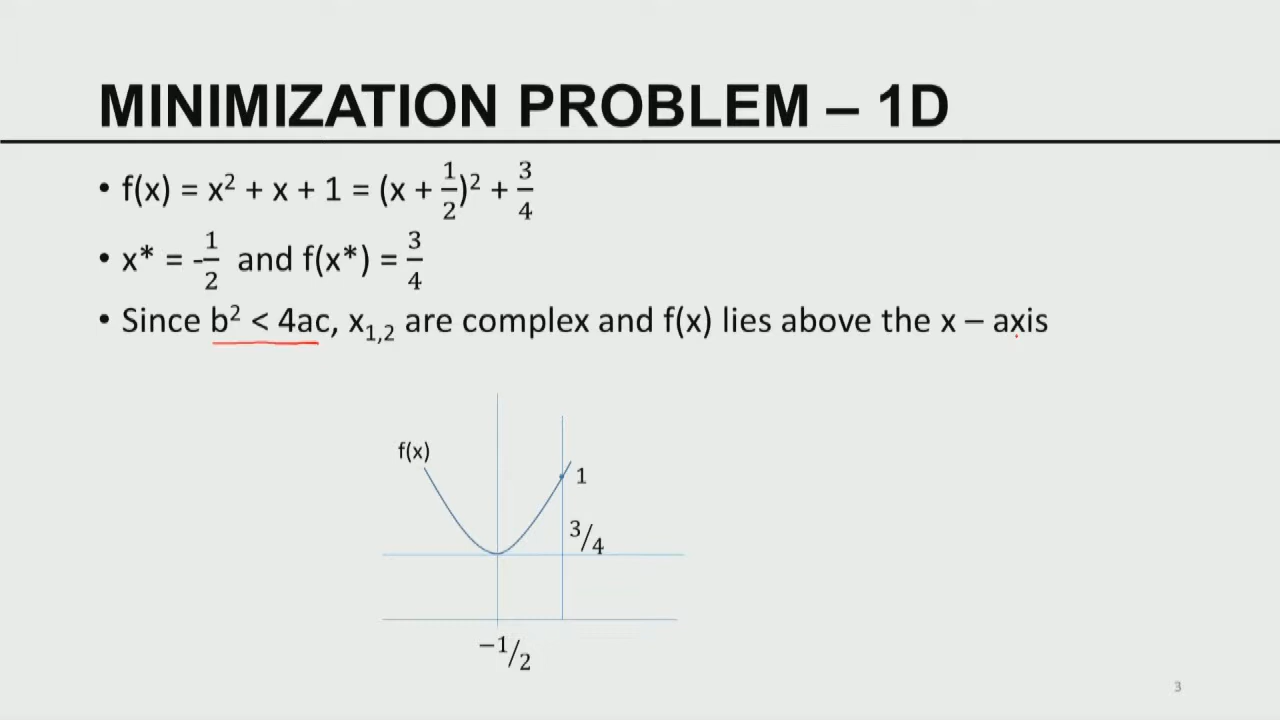 MINIMIZATION PROBLEM – 1D
• f(x) = x² + x + 1 = (x + 1/2)² + 3/4
• x* = -1/2 and f(x*) = 3/4
• Since b² < 4ac, x₁,₂ are complex and f(x) lies above the x – axis
f(x)
1
3/4
−1/2
3